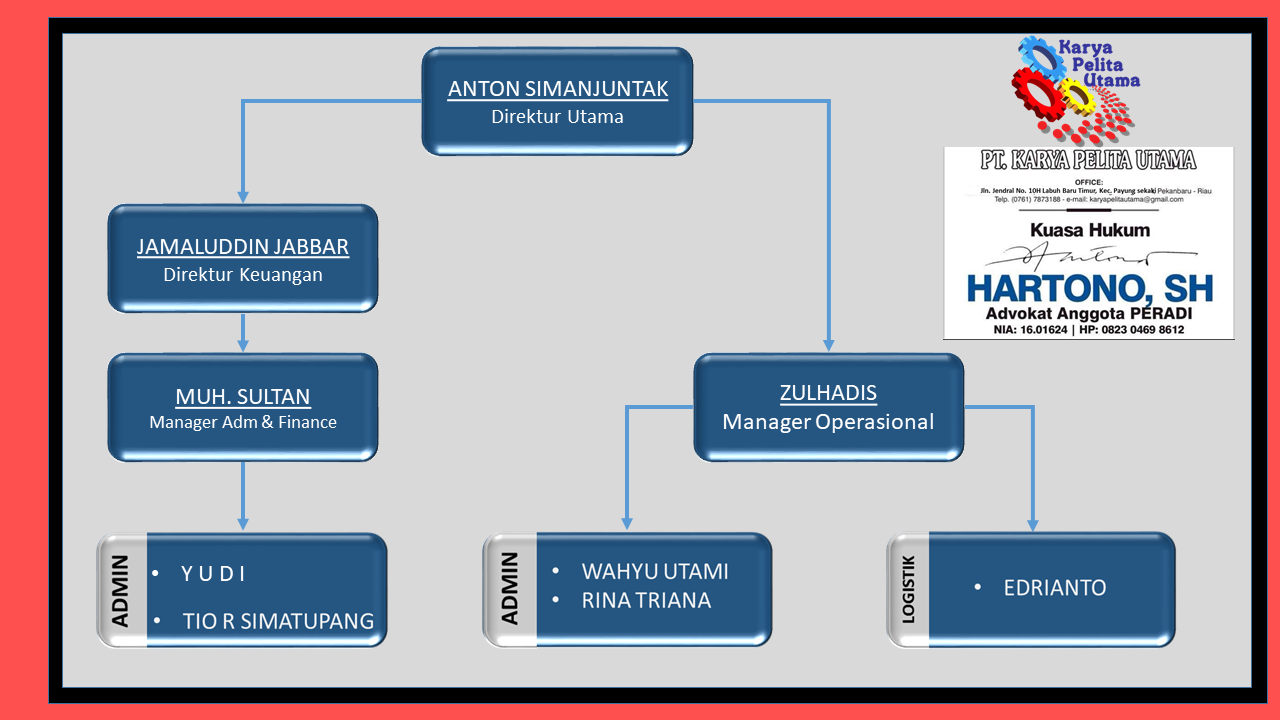 ANTON SIMANJUNTAK
Direktur Utama
Karya
Pelita
Utama
PT. KARYA PELITA UTAMA
OFFICE:
Jln. Jendral No. 10H Labuh Baru Timur, Kec. Payung sekaki Pekanbaru - Riau
Telp. (0761) 7873188 - e-mail: karyapelitautama@gmail.com
Kuasa Hukum
HARTONO, SH
Advokat Anggota PERADI
NIA: 16.01624 | HP: 0823 0469 8612
JAMALUDDIN JABBAR
Direktur Keuangan
MUH. SULTAN
Manager Adm & Finance
ZULHADIS
Manager Operasional
ADMIN
• Y U D I
• TIO R SIMATUPANG
ADMIN
• WAHYU UTAMI
• RINA TRIANA
LOGISTIK
• EDRIANTO